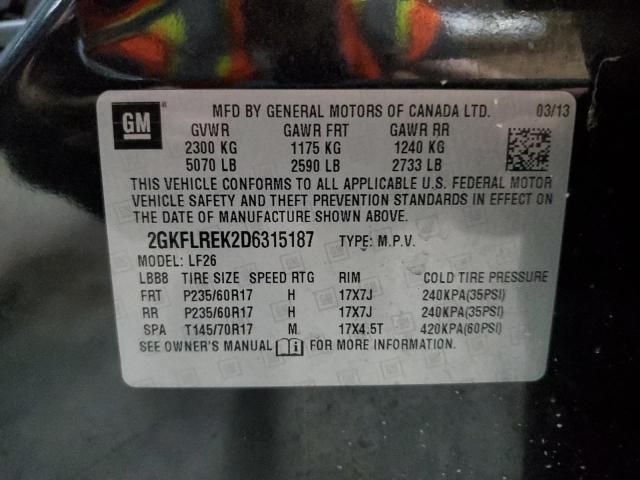 GM
MFD BY GENERAL MOTORS OF CANADA LTD. 03/13
GVWR GAWR FRT GAWR RR
2300 KG 1175 KG 1240 KG
5070 LB 2590 LB 2733 LB
THIS VEHICLE CONFORMS TO ALL APPLICABLE U.S. FEDERAL MOTOR
VEHICLE SAFETY AND THEFT PREVENTION STANDARDS IN EFFECT ON
THE DATE OF MANUFACTURE SHOWN ABOVE.
2GKFLREK2D6315187 TYPE: M.P.V.
MODEL: LF26
LBB8 TIRE SIZE SPEED RTG RIM COLD TIRE PRESSURE
FRT P235/60R17 H 17X7J 240KPA(35PSI)
RR P235/60R17 H 17X7J 240KPA(35PSI)
SPA T145/70R17 M 17X4.5T 420KPA(60PSI)
SEE OWNER'S MANUAL FOR MORE INFORMATION.